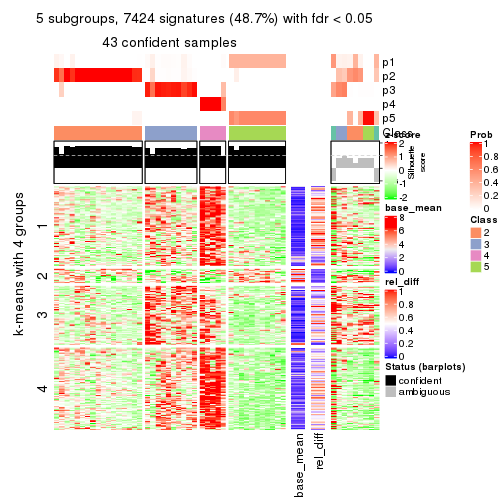 5 subgroups, 7424 signatures (48.7%) with fdr < 0.05
43 confident samples
p1
p2
p3
p4
p5
Class
Silhouette
score
k-means with 4 groups
1
2
3
4
base_mean
rel_diff
z-score
2
1
0
-1
-2
base_mean
8
6
4
2
0
rel_diff
1
0.8
0.6
0.4
0.2
0
Status (barplots)
confident
ambiguous
Prob
1
0.8
0.6
0.4
0.2
0
Class
2
3
4
5